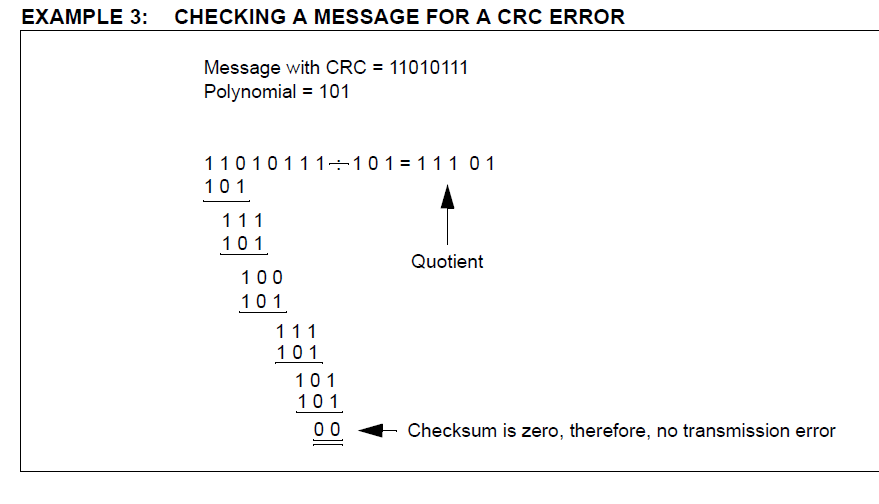 EXAMPLE 3: CHECKING A MESSAGE FOR A CRC ERROR
Message with CRC = 11010111
Polynomial = 101
1 1 0 1 0 1 1 1 ÷ 1 0 1 = 1 1 1 0 1
1 0 1
1 1 1
1 0 1
Quotient
1 0 0
1 0 1
1 1 1
1 0 1
1 0 1
1 0 1
0 0 Checksum is zero, therefore, no transmission error